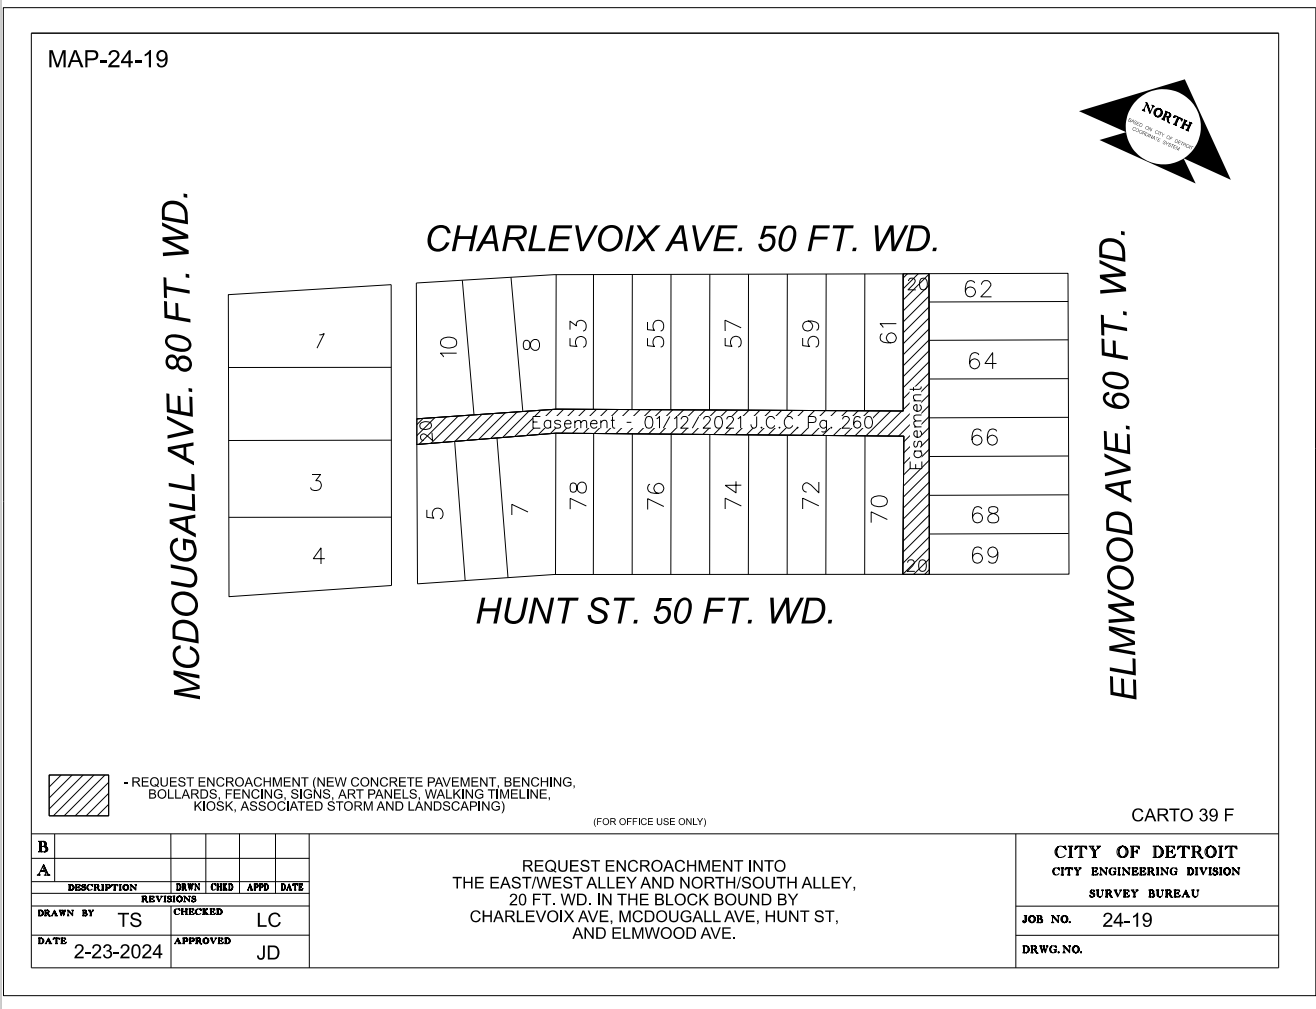 MAP-24-19
NORTH
BASED ON CITY OF DETROIT
COORDINATE SYSTEM
MCDOUGALL AVE. 80 FT. WD.
CHARLEVOIX AVE. 50 FT. WD.
ELMWOOD AVE. 60 FT. WD.
1
3
4
10
8
53
55
57
59
61
20
62
64
66
68
69
20
Easement - 01/12/2021 J.C.C. Pg. 260
Easement
5
7
78
76
74
72
70
20
HUNT ST. 50 FT. WD.
- REQUEST ENCROACHMENT (NEW CONCRETE PAVEMENT, BENCHING,
BOLLARDS, FENCING, SIGNS, ART PANELS, WALKING TIMELINE,
KIOSK, ASSOCIATED STORM AND LANDSCAPING)
(FOR OFFICE USE ONLY)
CARTO 39 F
B
A
DESCRIPTION DRWN CHKD APPD DATE
REVISIONS
DRAWN BY TS CHECKED LC
DATE 2-23-2024 APPROVED JD
REQUEST ENCROACHMENT INTO
THE EAST/WEST ALLEY AND NORTH/SOUTH ALLEY,
20 FT. WD. IN THE BLOCK BOUND BY
CHARLEVOIX AVE, MCDOUGALL AVE, HUNT ST,
AND ELMWOOD AVE.
CITY OF DETROIT
CITY ENGINEERING DIVISION
SURVEY BUREAU
JOB NO. 24-19
DRWG. NO.